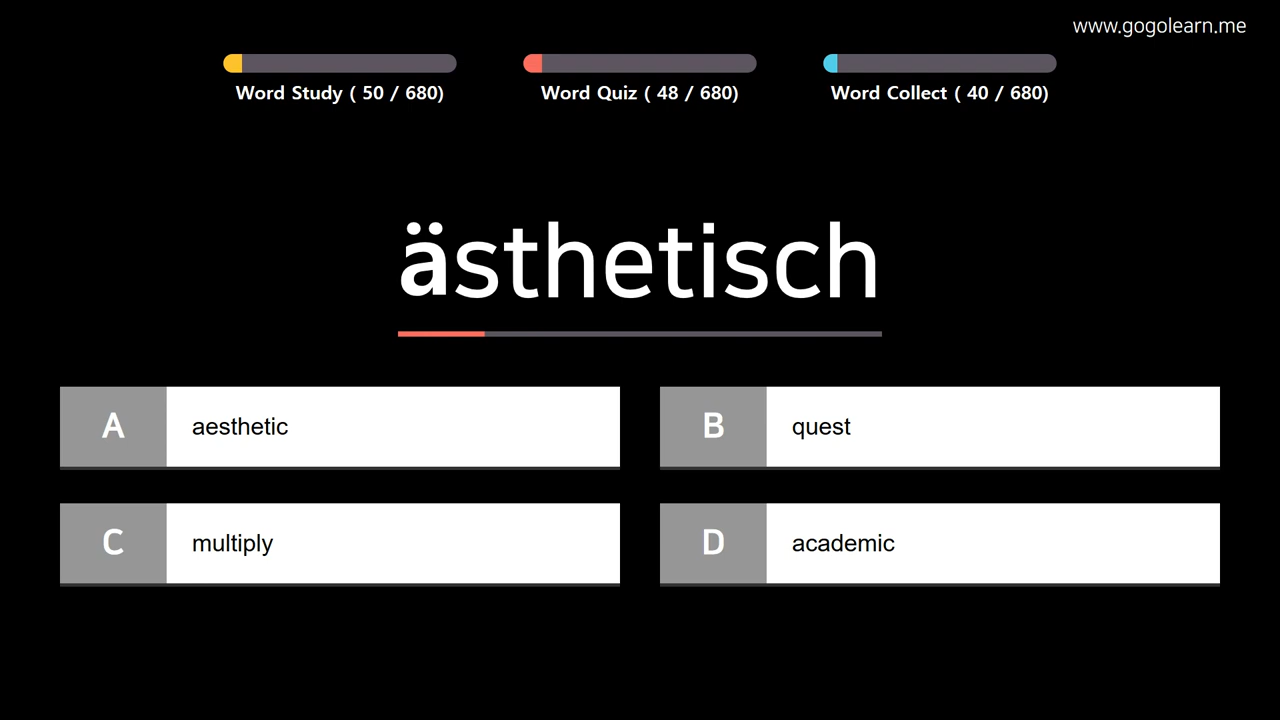 www.gogolearn.me
Word Study ( 50 / 680)
Word Quiz ( 48 / 680)
Word Collect ( 40 / 680)
ästhetisch
A
aesthetic
B
quest
C
multiply
D
academic